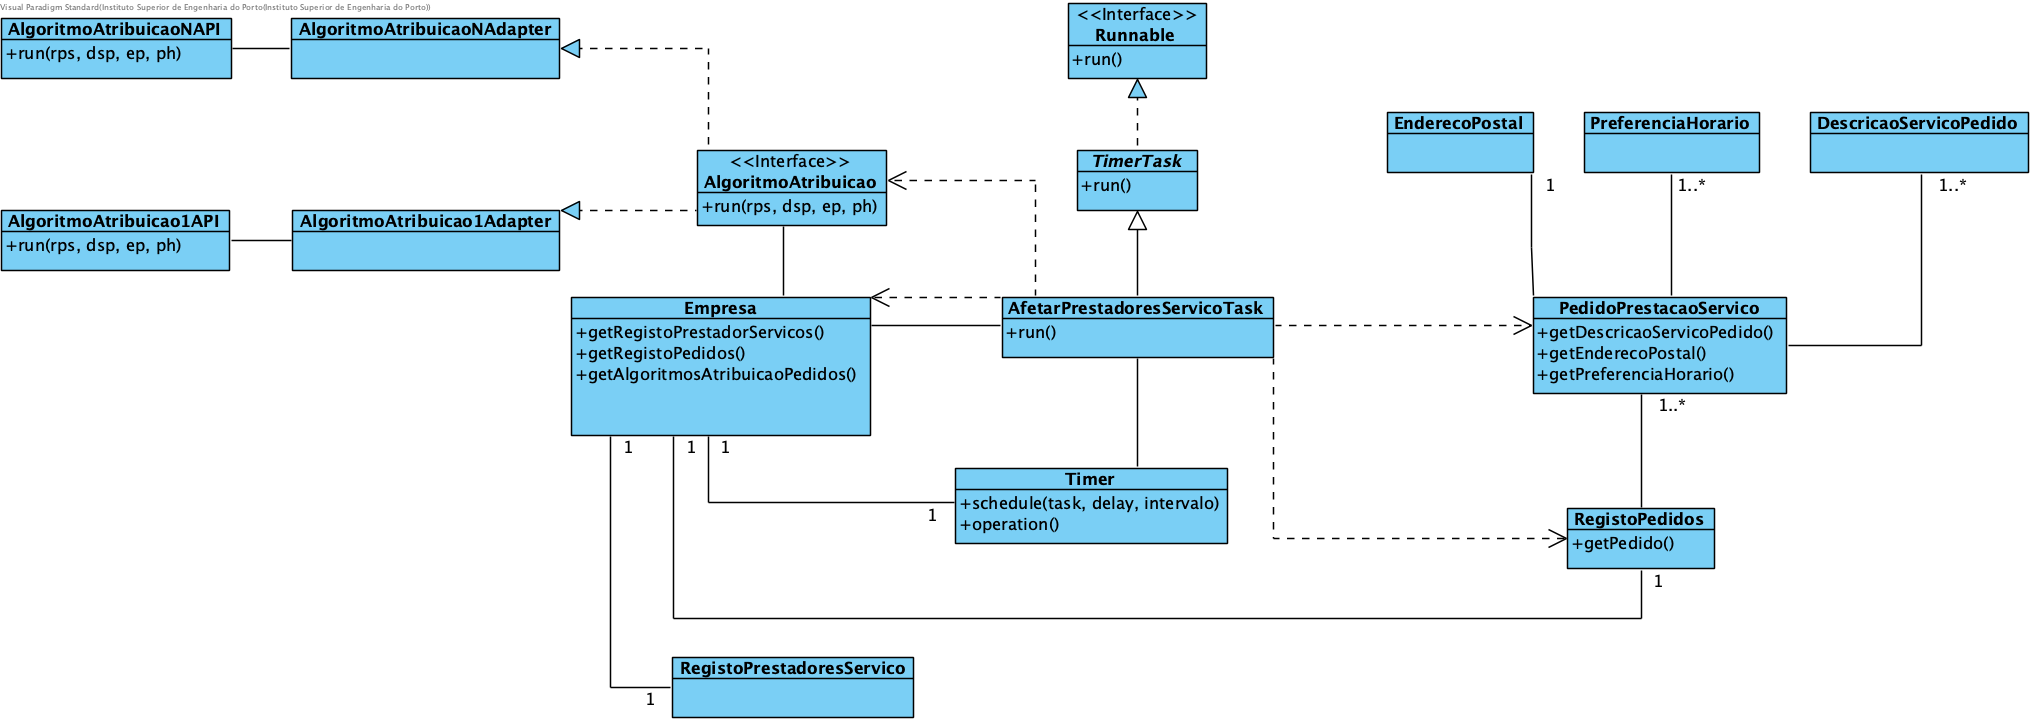 Visual Paradigm Standard(Instituto Superior de Engenharia do Porto(Instituto Superior de Engenharia do Porto))
AlgoritmoAtribuicaoNAPI
+run(rps, dsp, ep, ph)
AlgoritmoAtribuicaoNAdapter
<<Interface>>
Runnable
+run()
EnderecoPostal
1
PreferenciaHorario
1..*
DescricaoServicoPedido
1..*
<<Interface>>
AlgoritmoAtribuicao
+run(rps, dsp, ep, ph)
TimerTask
+run()
AlgoritmoAtribuicao1API
+run(rps, dsp, ep, ph)
AlgoritmoAtribuicao1Adapter
Empresa
+getRegistoPrestadorServicos()
+getRegistoPedidos()
+getAlgoritmosAtribuicaoPedidos()
1
1
1
AfetarPrestadoresServicoTask
+run()
PedidoPrestacaoServico
+getDescricaoServicoPedido()
+getEnderecoPostal()
+getPreferenciaHorario()
1..*
Timer
+schedule(task, delay, intervalo)
+operation()
1
RegistoPedidos
+getPedido()
1
RegistoPrestadoresServico
1